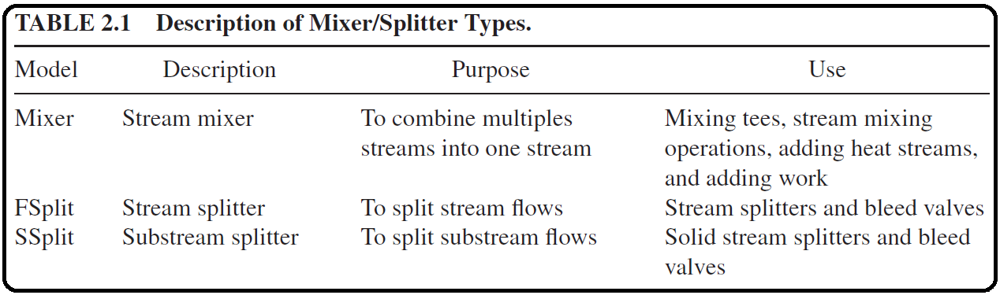 TABLE 2.1 Description of Mixer/Splitter Types.
Model Description Purpose Use
Mixer Stream mixer To combine multiples streams into one stream Mixing tees, stream mixing operations, adding heat streams, and adding work
FSplit Stream splitter To split stream flows Stream splitters and bleed valves
SSplit Substream splitter To split substream flows Solid stream splitters and bleed valves